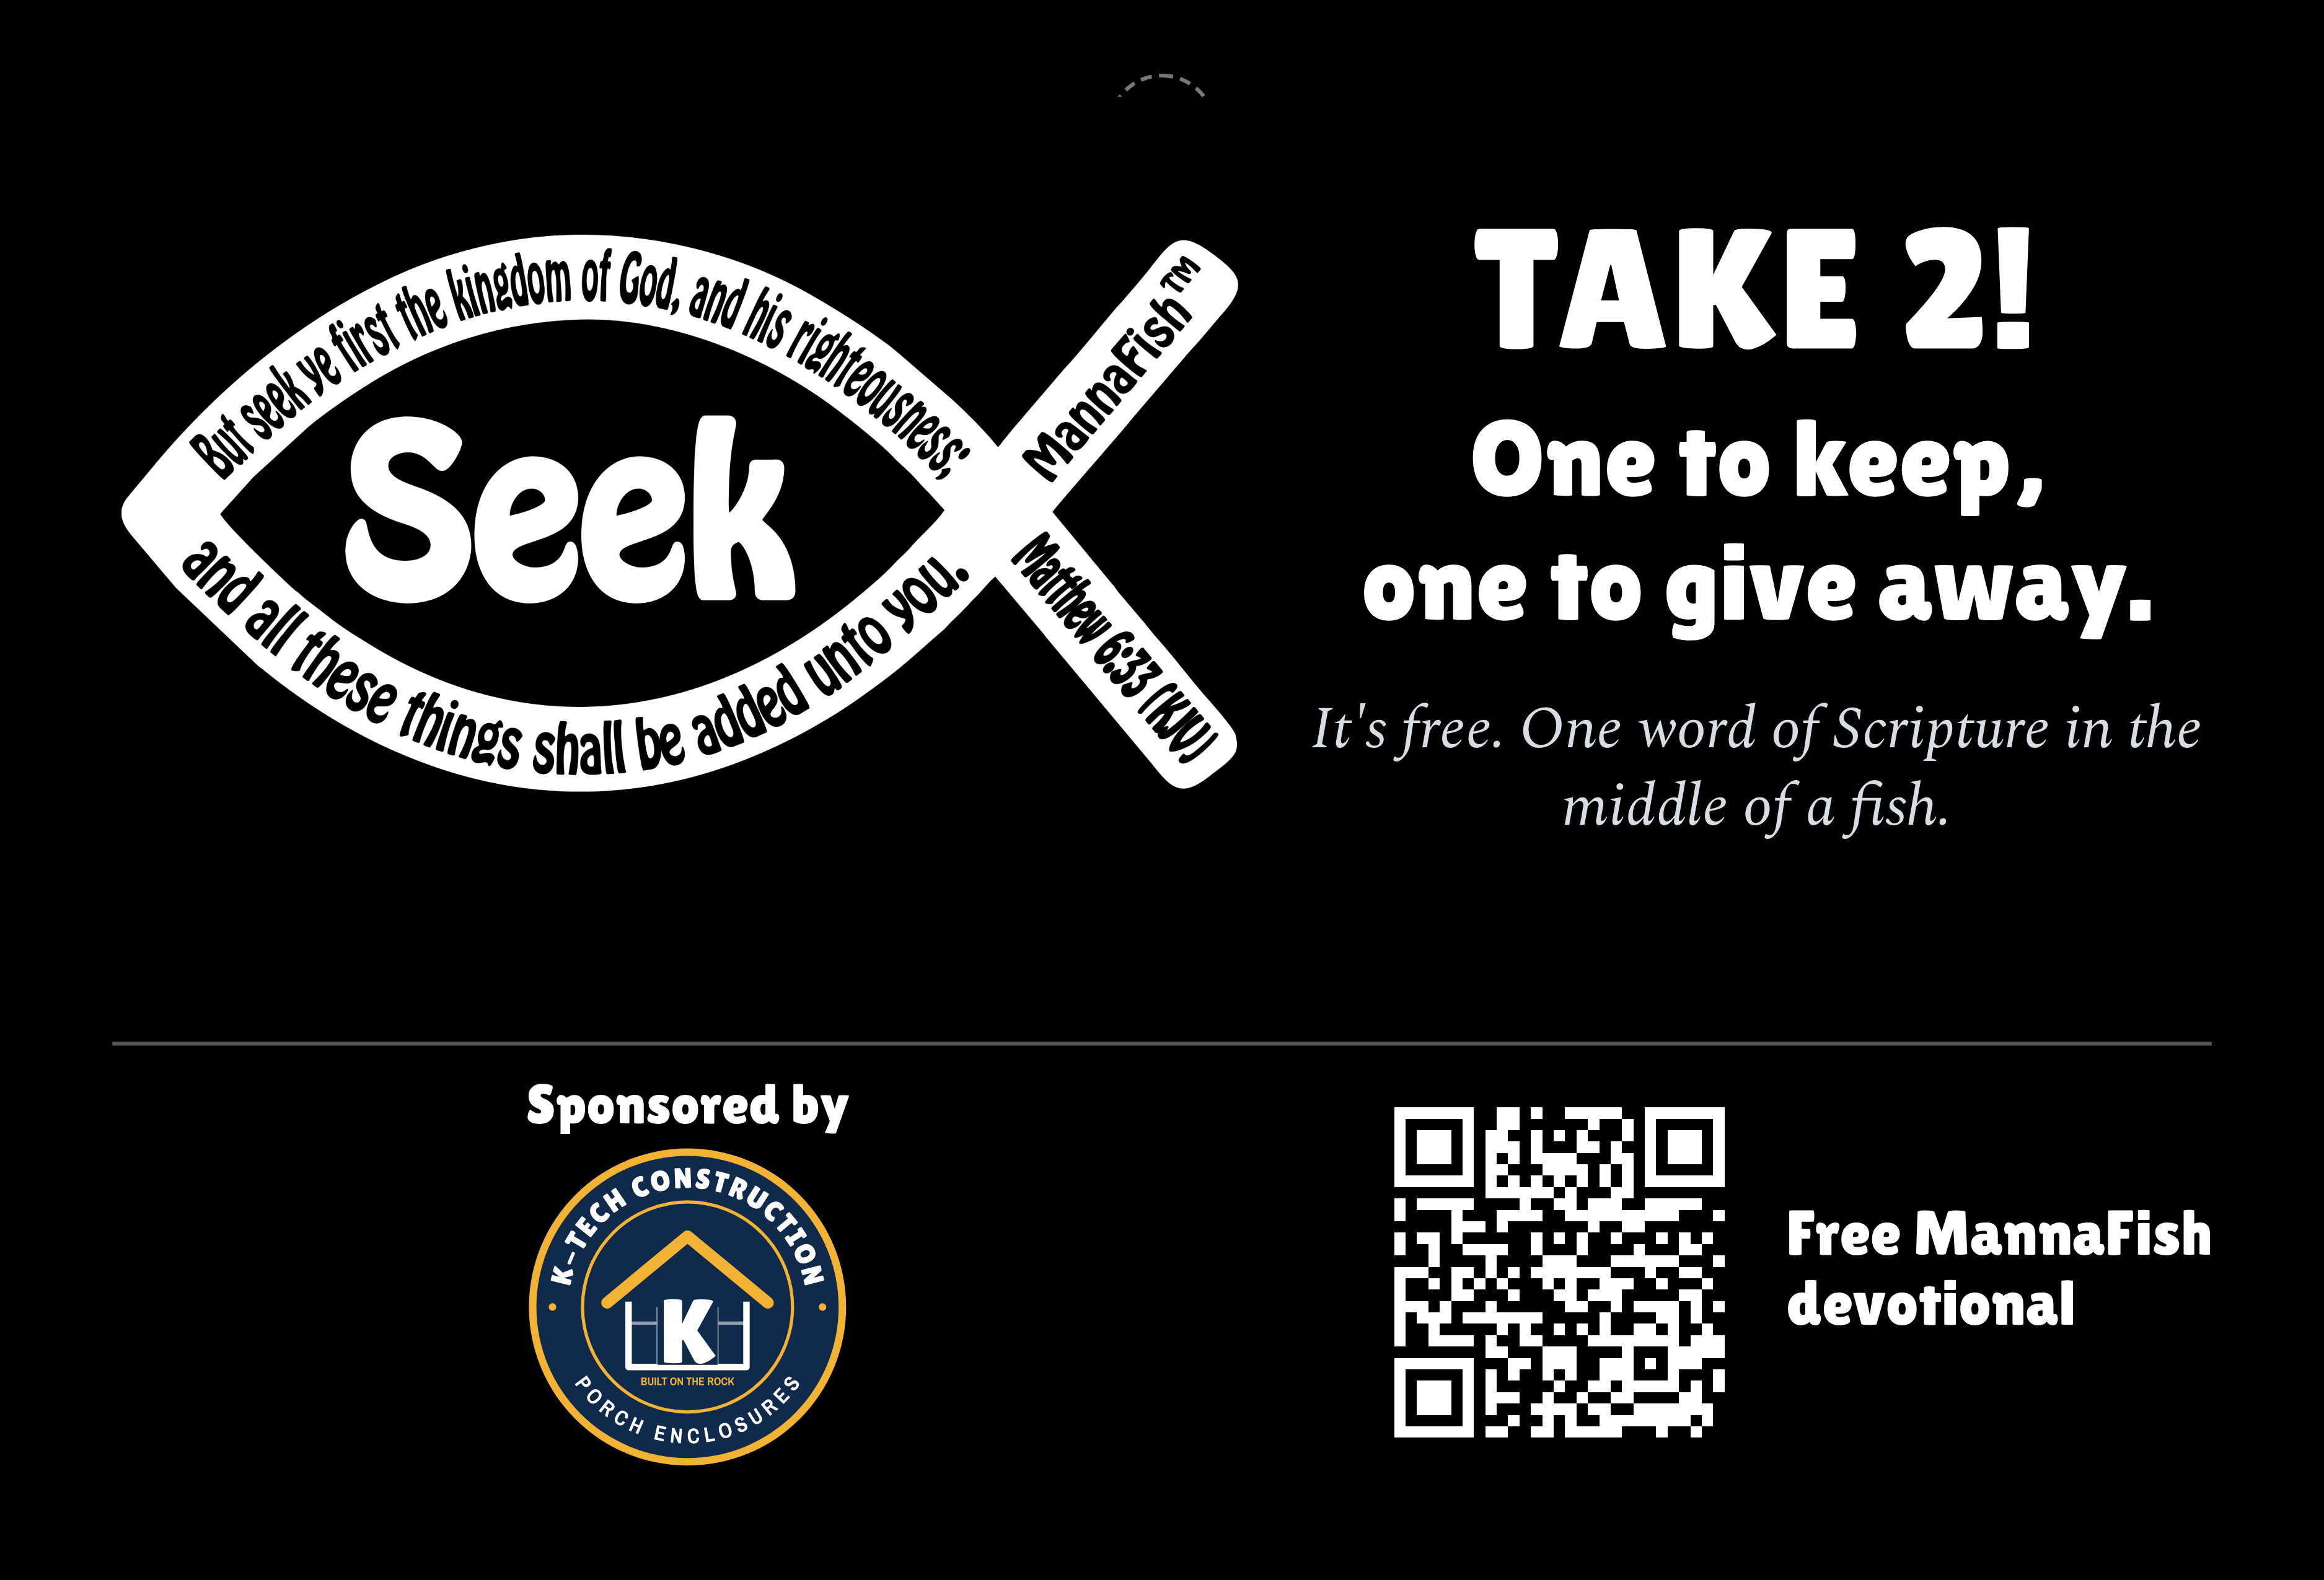 But seek ye first the kingdom of God, and his righteousness;
and all these things shall be added unto you.
MannaFish™
Matthew 6:33 (KJV)
Seek
TAKE 2!
One to keep,
one to give away.
It's free. One word of Scripture in the
middle of a fish.
Sponsored by
K-TECH CONSTRUCTION
K
BUILT ON THE ROCK
PORCH ENCLOSURES
Free MannaFish
devotional